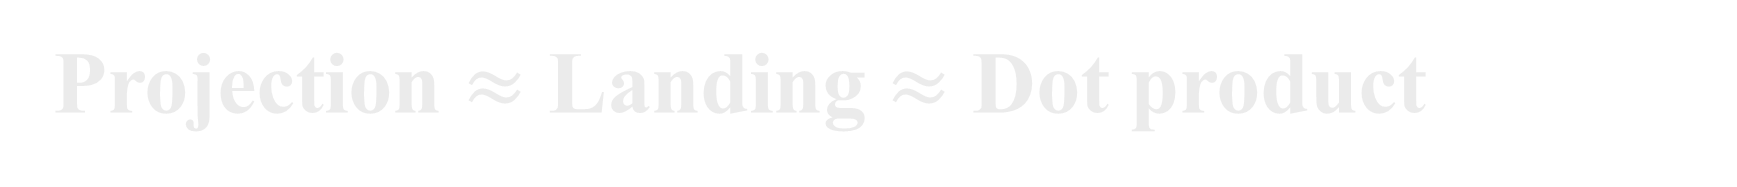 Projection ≈ Landing ≈ Dot product